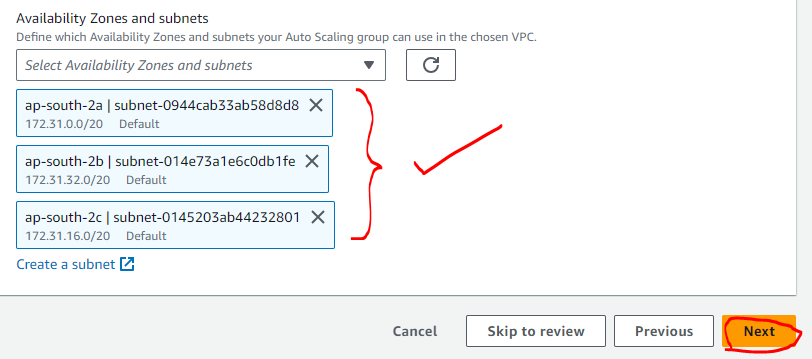 Availability Zones and subnets
Define which Availability Zones and subnets your Auto Scaling group can use in the chosen VPC.
Select Availability Zones and subnets
ap-south-2a | subnet-0944cab33ab58d8d8
172.31.0.0/20 Default
ap-south-2b | subnet-014e73a1e6c0db1fe
172.31.32.0/20 Default
ap-south-2c | subnet-0145203ab44232801
172.31.16.0/20 Default
Create a subnet
Cancel Skip to review Previous Next